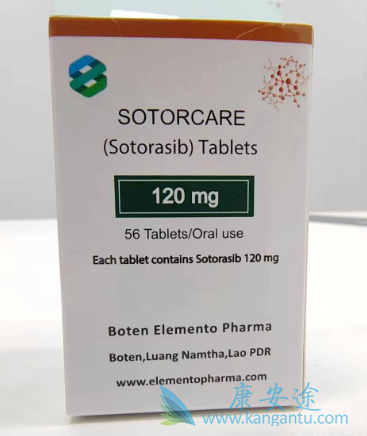 SOTORCARE
(Sotorasib) Tablets
120 mg
56 Tablets/Oral use
Each tablet contains Sotorasib 120 mg
Boten Elemento Pharma
Boten,Luang Namtha,Lao PDR
www.elementopharma.com
康安途
www.kangantu.com